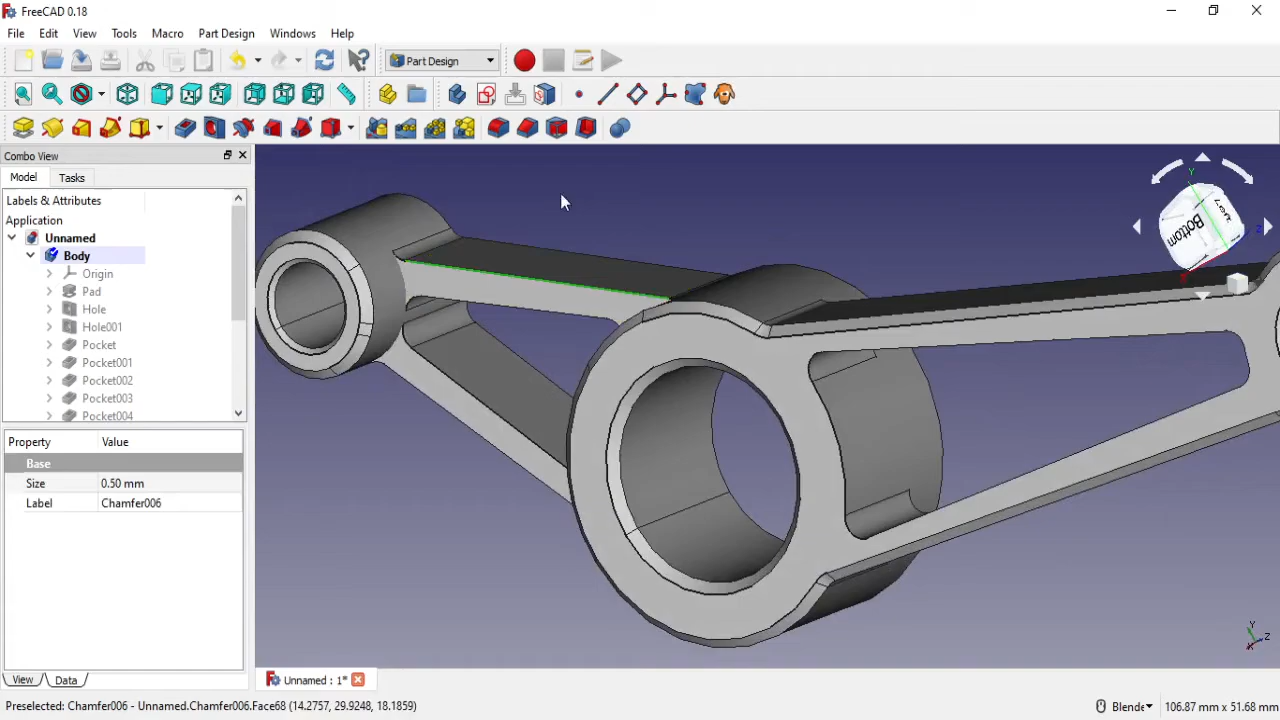 FreeCAD 0.18
File Edit View Tools Macro Part Design Windows Help
Part Design
Combo View
Model Tasks
Labels & Attributes
Application
Unnamed
Body
Origin
Pad
Hole
Hole001
Pocket
Pocket001
Pocket002
Pocket003
Pocket004
Property Value
Base
Size 0.50 mm
Label Chamfer006
View Data
Bottom
Y
Z
X
Unnamed : 1*
Y
Z
X
Preselected: Chamfer006 - Unnamed.Chamfer006.Face68 (14.2757, 29.9248, 18.1859)
Blende 106.87 mm x 51.68 mm